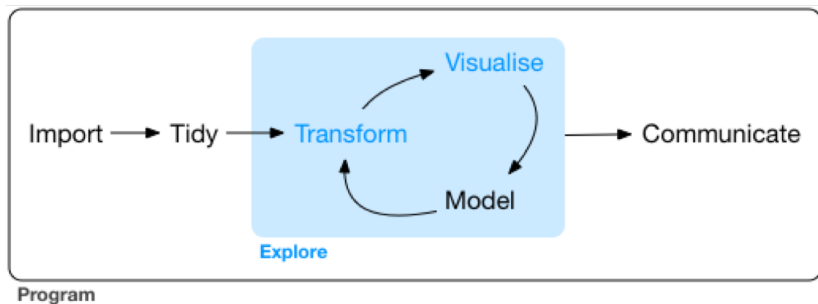 Visualise
Import
Tidy
Transform
Communicate
Model
Explore
Program